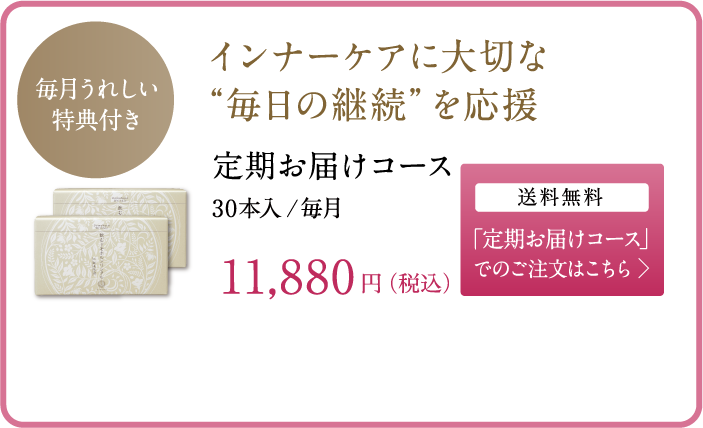 毎月うれしい
特典付き
インナーケアに大切な
“毎日の継続”を応援
定期お届けコース
30本入/毎月
11,880円(税込)
送料無料
「定期お届けコース」
でのご注文はこちら